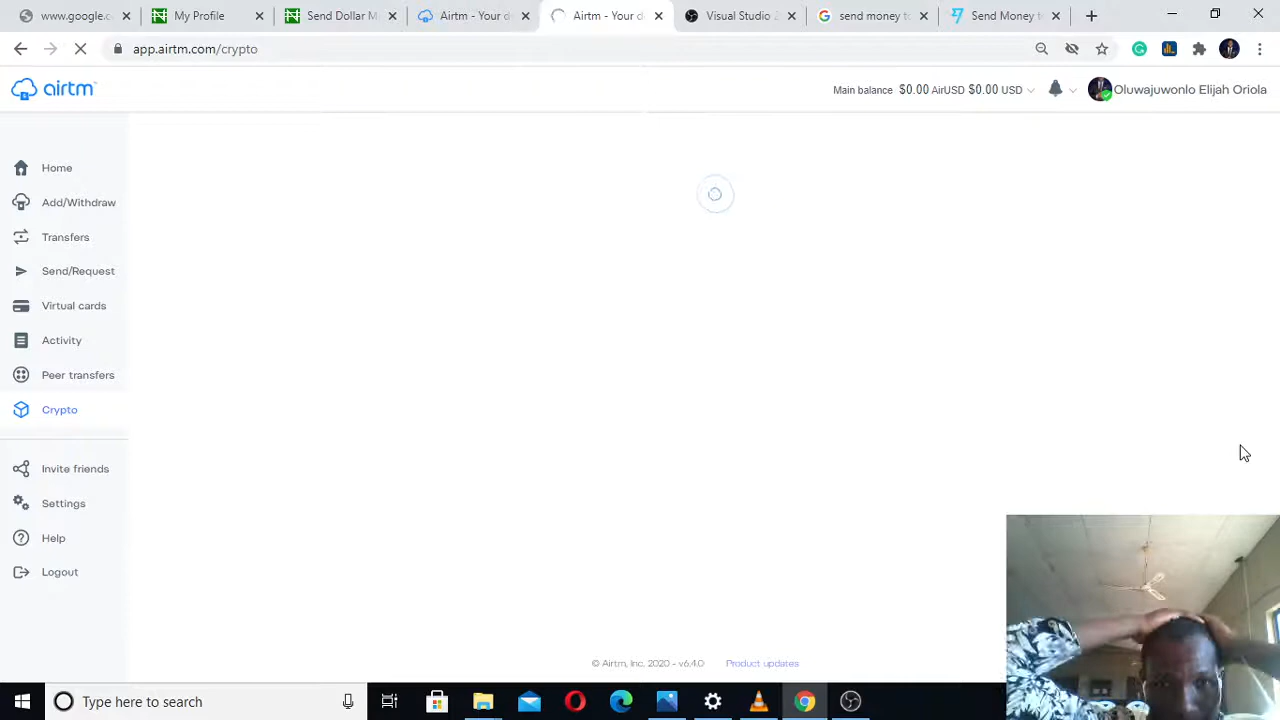 www.google.c
My Profile
Send Dollar M
Airtm - Your d
Airtm - Your d
Visual Studio 2
send money to
Send Money to
app.airtm.com/crypto
airtm
Main balance $0.00 AirUSD $0.00 USD
Oluwajuwonlo Elijah Oriola
Home
Add/Withdraw
Transfers
Send/Request
Virtual cards
Activity
Peer transfers
Crypto
Invite friends
Settings
Help
Logout
© Airtm, Inc. 2020 - v6.4.0 Product updates
Type here to search